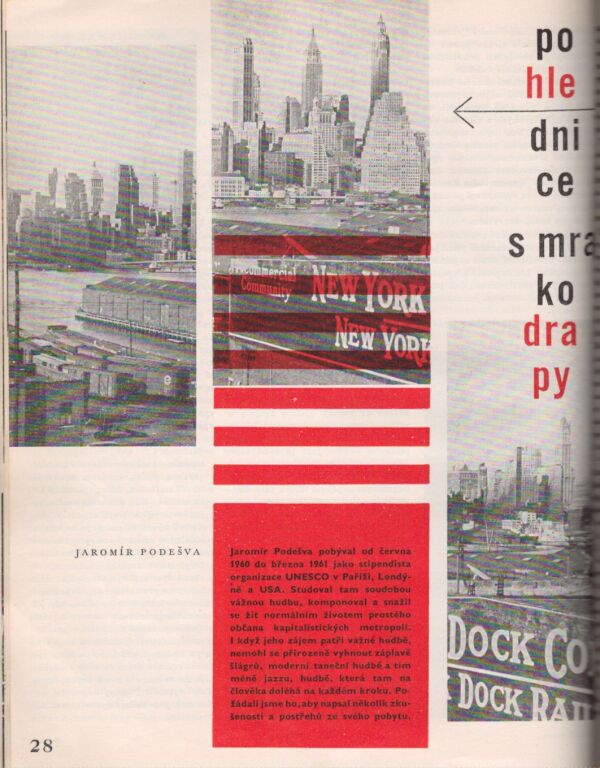 po
hle
dni
ce
s mra
ko
dra
py
Commercial
Community
NEW YORK
NEW YORK
JAROMÍR PODEŠVA
Jaromír Podešva pobýval od června
1960 do března 1961 jako stipendista
organizace UNESCO v Paříži, Londý-
ně a USA. Studoval tam soudobou
vážnou hudbu, komponoval a snažil
se žít normálním životem prostého
občana kapitalistických metropolí.
I když jeho zájem patří vážné hudbě,
nemohl se přirozeně vyhnout záplavě
šlágrů, moderní taneční hudbě a tím
méně jazzu, hudbě, která tam na
člověka doléhá na každém kroku. Po-
žádali jsme ho, aby napsal několik zku-
šeností a postřehů ze svého pobytu.
DOCK CO
DOCK RAI
28